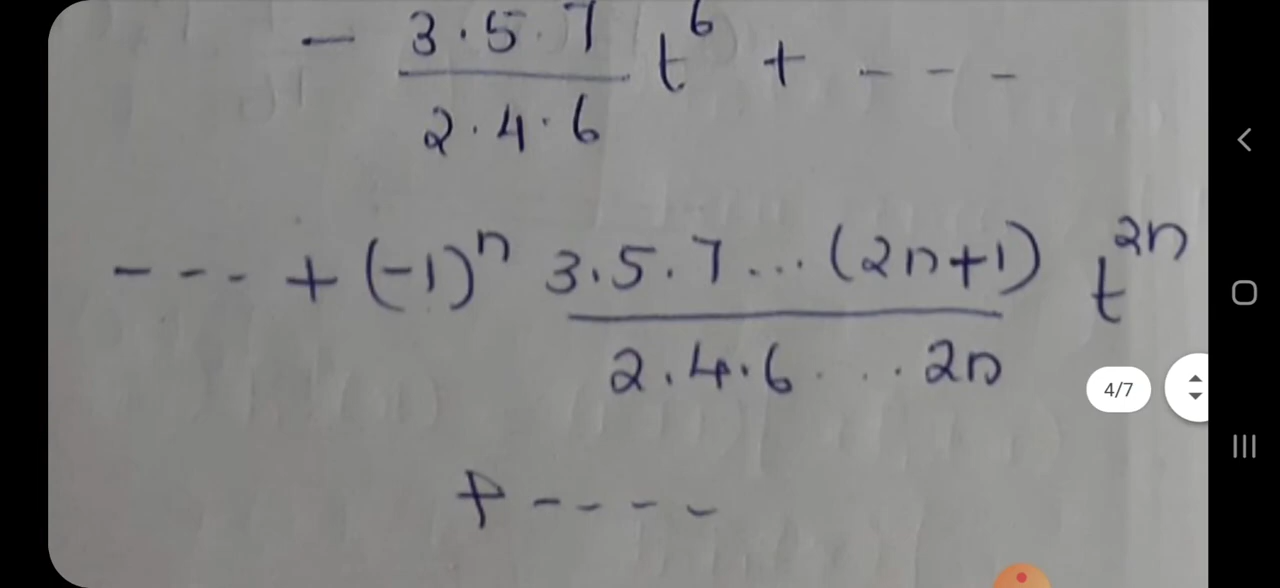 - 3.5.7 / 2.4.6 t^6 + ---
--- + (-1)^n 3.5.7...(2n+1) / 2.4.6...2n t^2n
4/7
+ ----